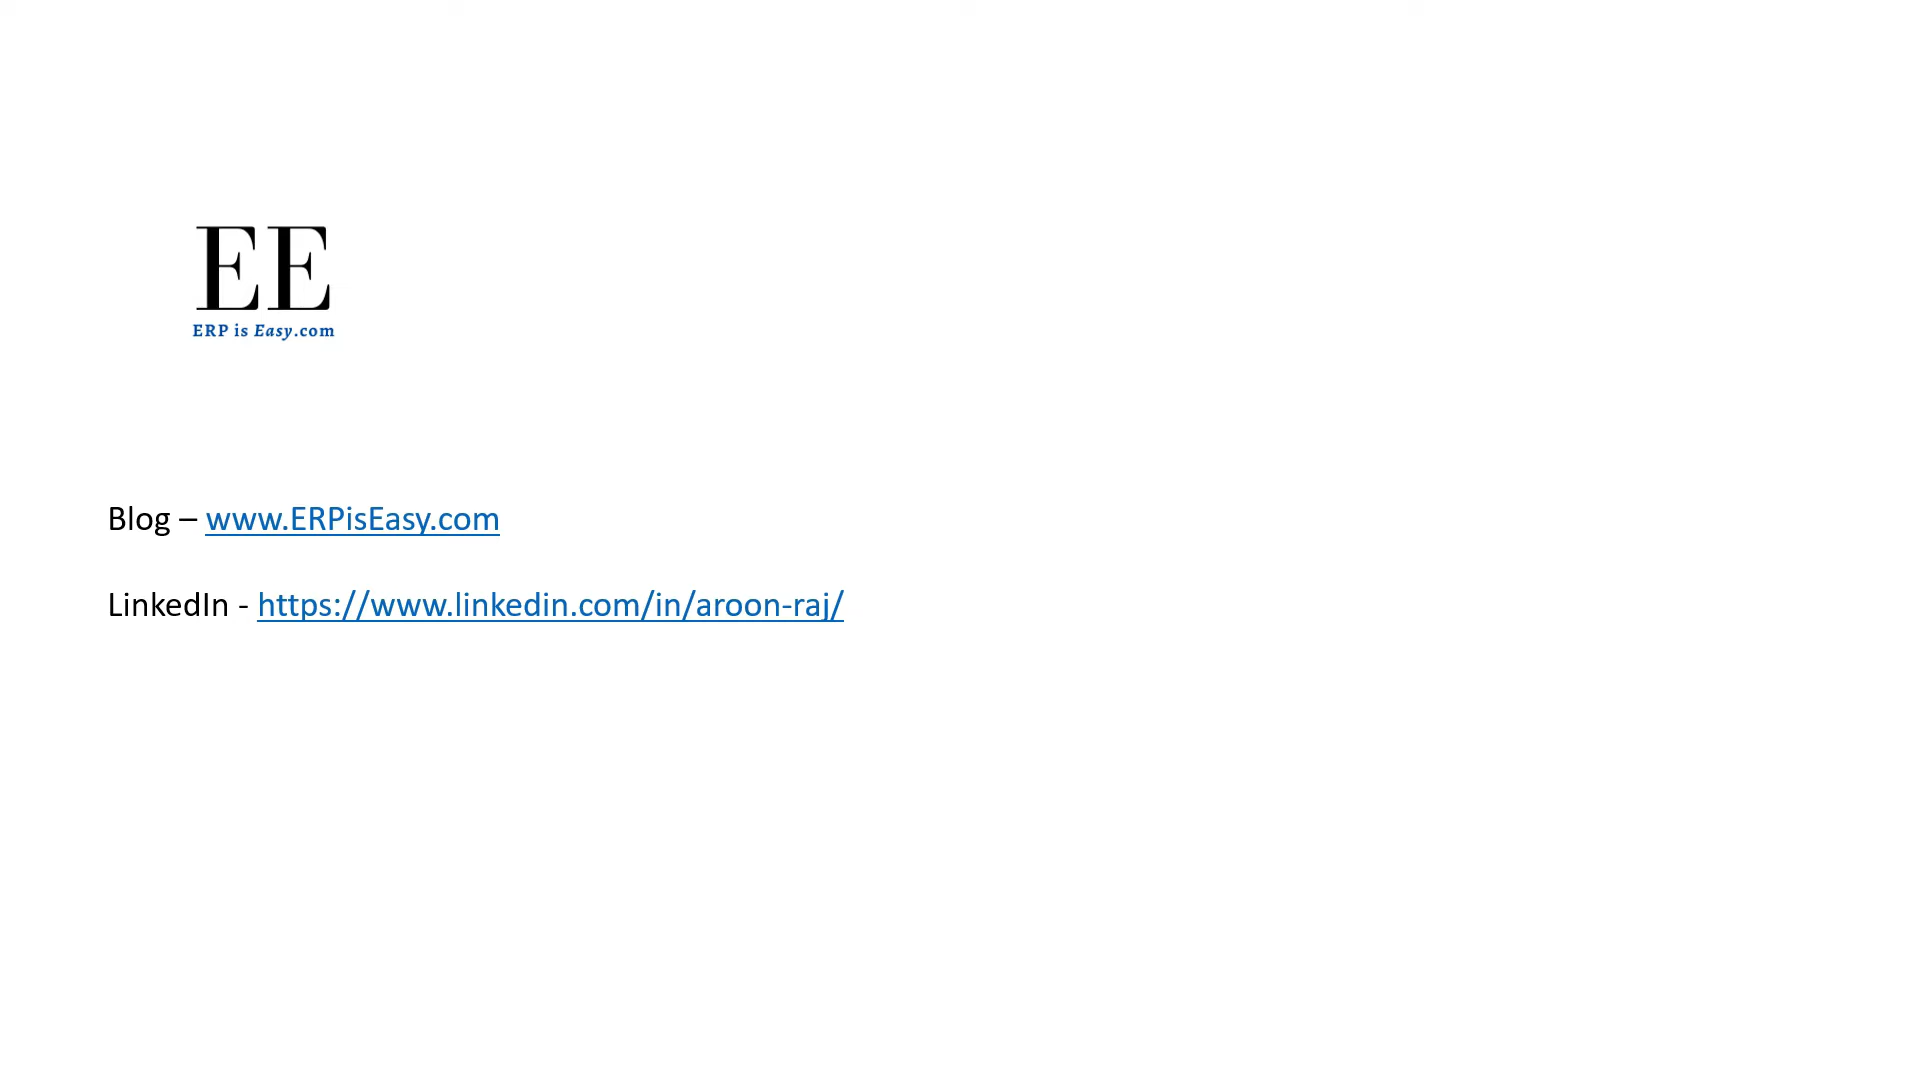 EE
ERP is Easy.com
Blog – www.ERPisEasy.com
LinkedIn - https://www.linkedin.com/in/aroon-raj/